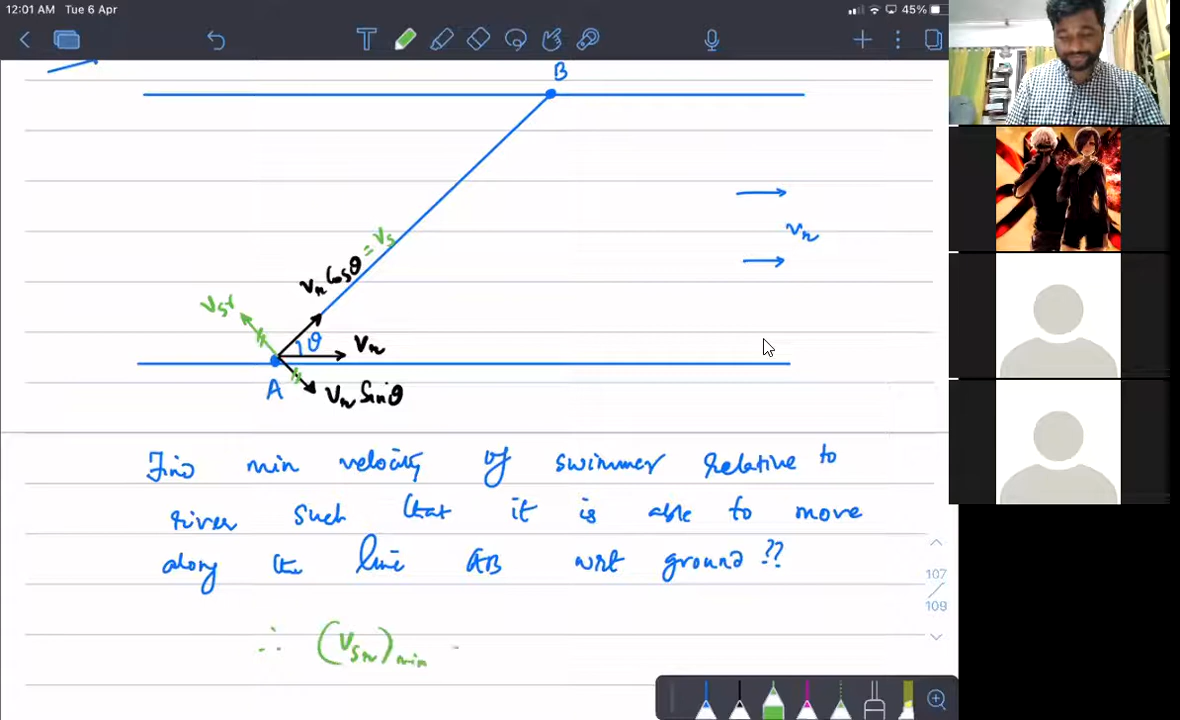 12:01 AM Tue 6 Apr
45%
B
vr
= vs
vr Cosθ
vsr
θ
vr
A
vr Sinθ
Find min velocity of swimmer Relative to
river such that it is able to move
along the line AB wrt ground ??
107
/
109
∴ (vsr)min